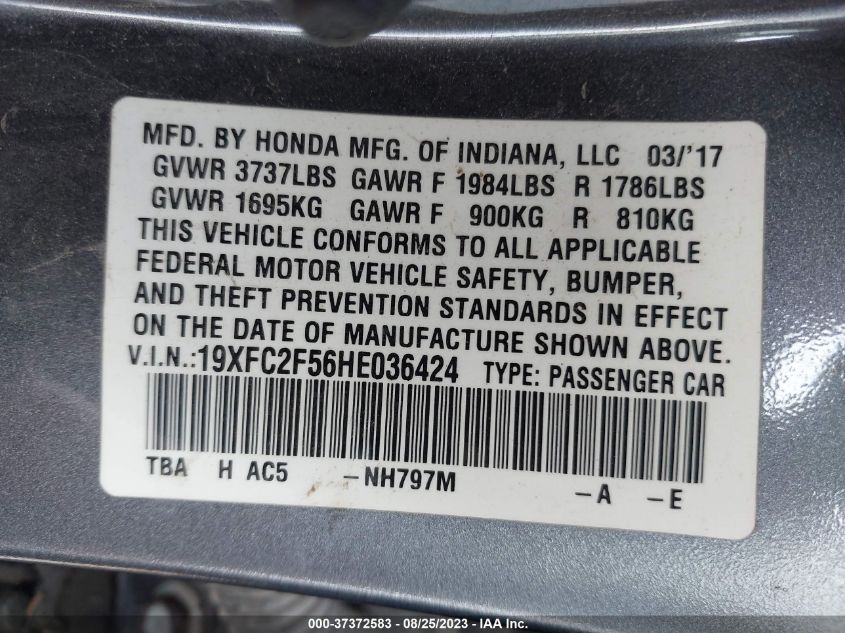 MFD. BY HONDA MFG. OF INDIANA, LLC 03/'17
GVWR 3737LBS GAWR F 1984LBS R 1786LBS
GVWR 1695KG GAWR F 900KG R 810KG
THIS VEHICLE CONFORMS TO ALL APPLICABLE
FEDERAL MOTOR VEHICLE SAFETY, BUMPER,
AND THEFT PREVENTION STANDARDS IN EFFECT
ON THE DATE OF MANUFACTURE SHOWN ABOVE.
V.I.N.:19XFC2F56HE036424 TYPE: PASSENGER CAR
TBA H AC5 -NH797M -A -E
000-37372583 - 08/25/2023 - IAA Inc.